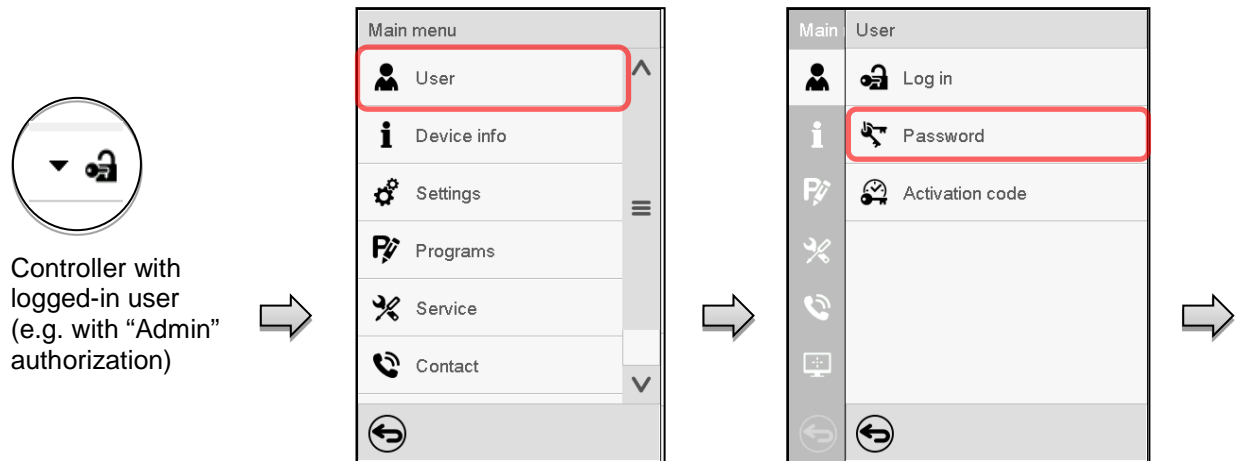 Controller with
logged-in user
(e.g. with “Admin”
authorization)
Main menu
User
Device info
Settings
Programs
Service
Contact
Main
User
Log in
Password
Activation code